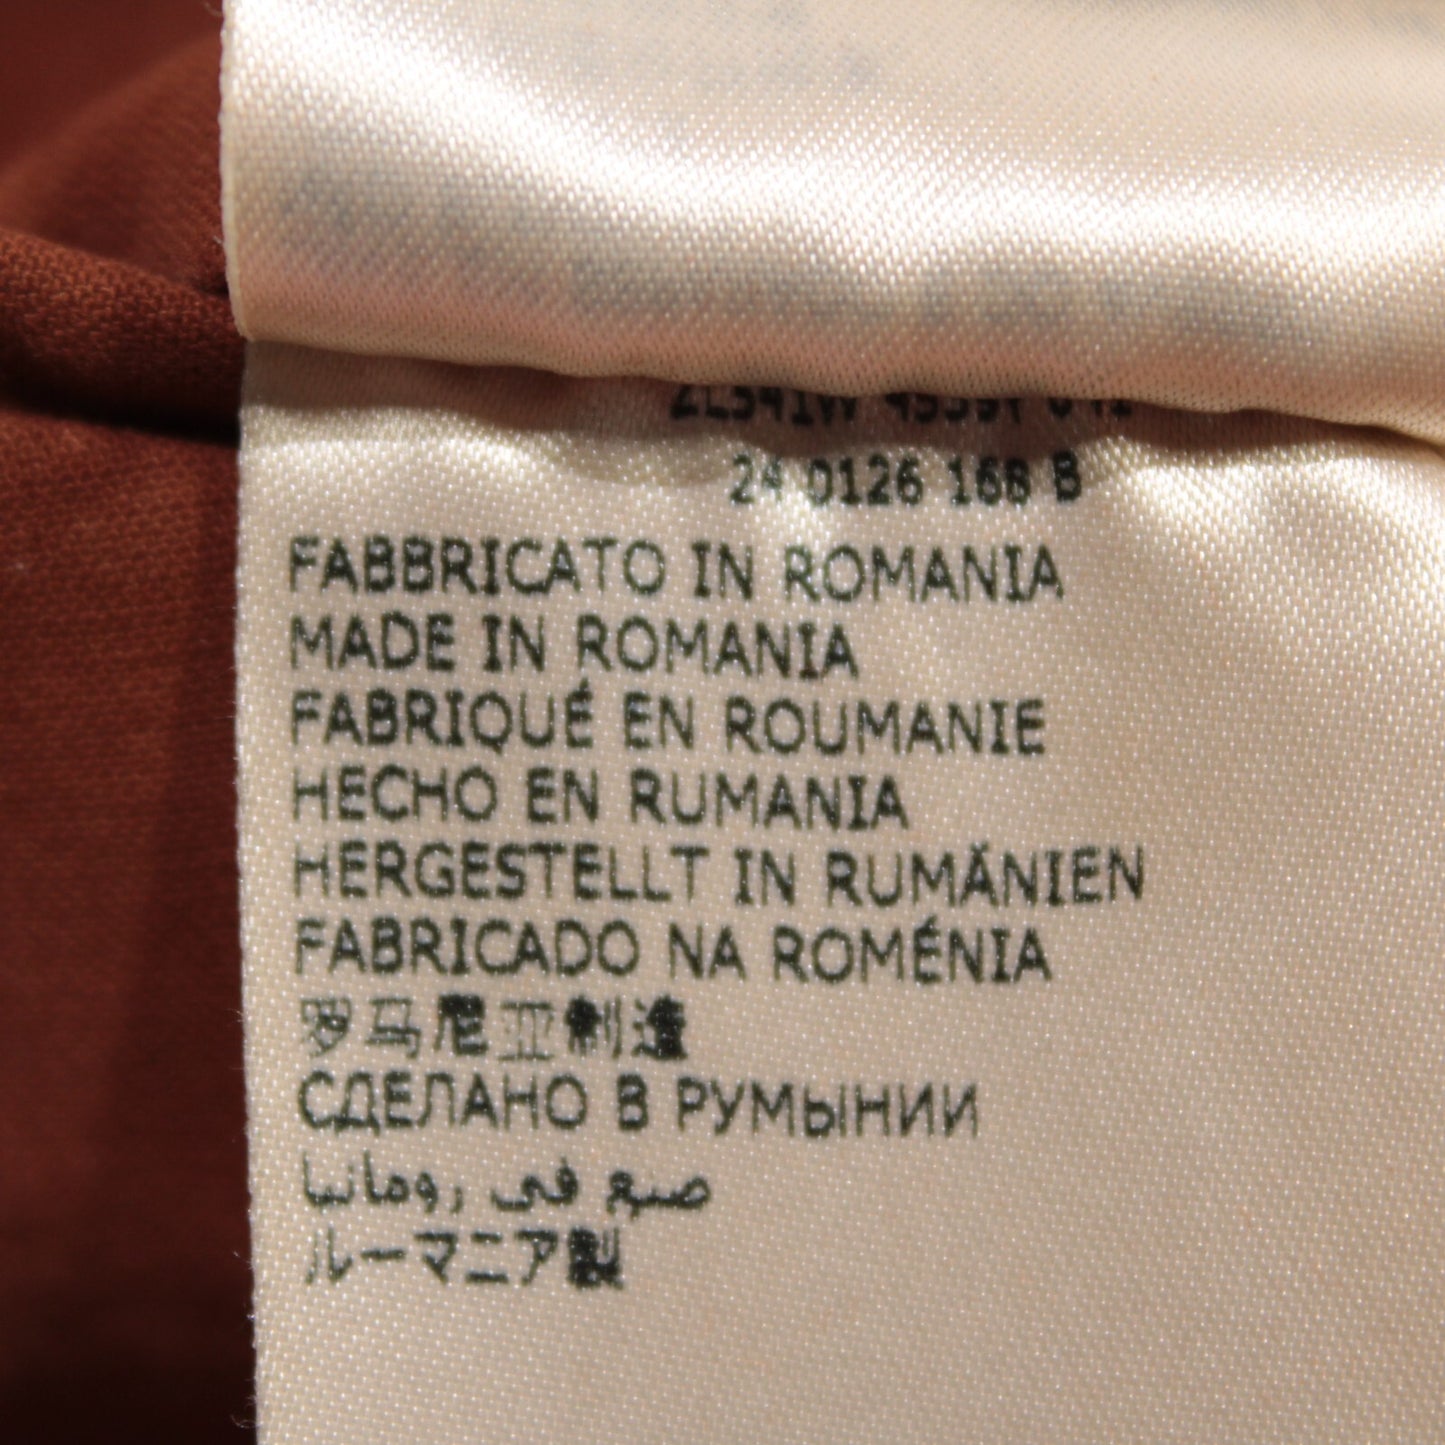 24 0126 168 B
FABBRICATO IN ROMANIA
MADE IN ROMANIA
FABRIQUÉ EN ROUMANIE
HECHO EN RUMANIA
HERGESTELLT IN RUMÄNIEN
FABRICADO NA ROMÉNIA
罗马尼亚制造
СДЕЛАНО В РУМЫНИИ
صنع في رومانيا
ルーマニア製